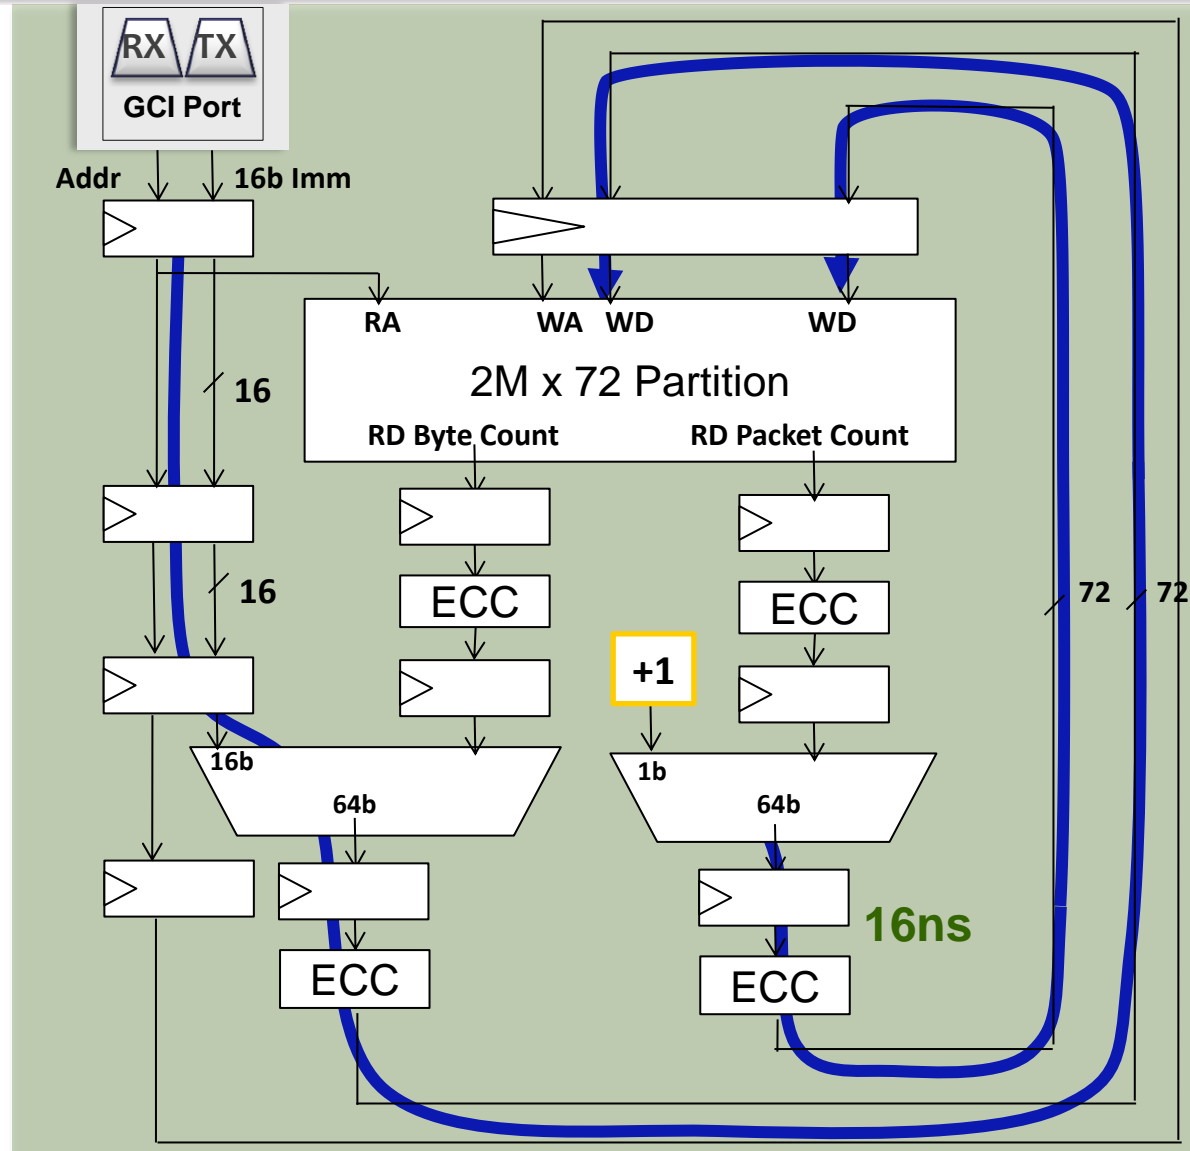 RX TX
GCI Port
Addr 16b Imm
RA WA WD WD
16
2M x 72 Partition
RD Byte Count RD Packet Count
16
ECC ECC
72 72
+1
16b 1b
64b 64b
16ns
ECC ECC